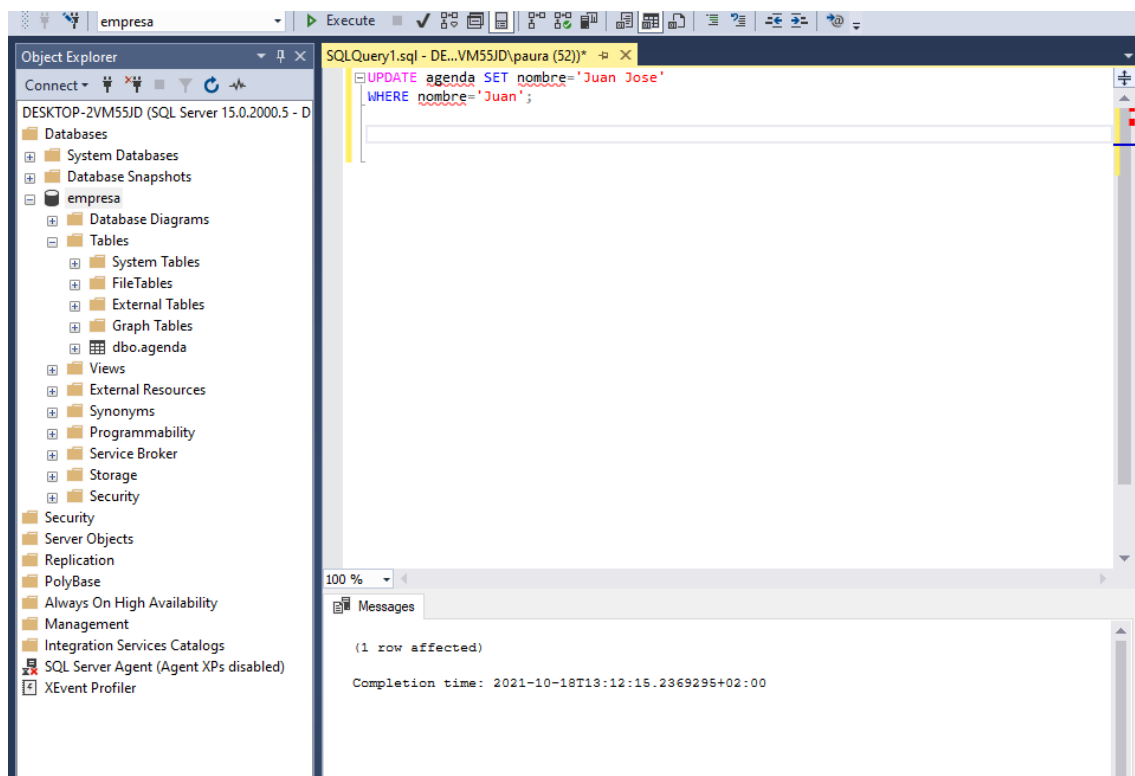 empresa
Execute
Object Explorer
Connect
DESKTOP-2VM55JD (SQL Server 15.0.2000.5 - D
Databases
System Databases
Database Snapshots
empresa
Database Diagrams
Tables
System Tables
FileTables
External Tables
Graph Tables
dbo.agenda
Views
External Resources
Synonyms
Programmability
Service Broker
Storage
Security
Security
Server Objects
Replication
PolyBase
Always On High Availability
Management
Integration Services Catalogs
SQL Server Agent (Agent XPs disabled)
XEvent Profiler
SQLQuery1.sql - DE...VM55JD\paura (52))*
UPDATE agenda SET nombre='Juan Jose'
WHERE nombre='Juan';
100 %
Messages
(1 row affected)
Completion time: 2021-10-18T13:12:15.2369295+02:00